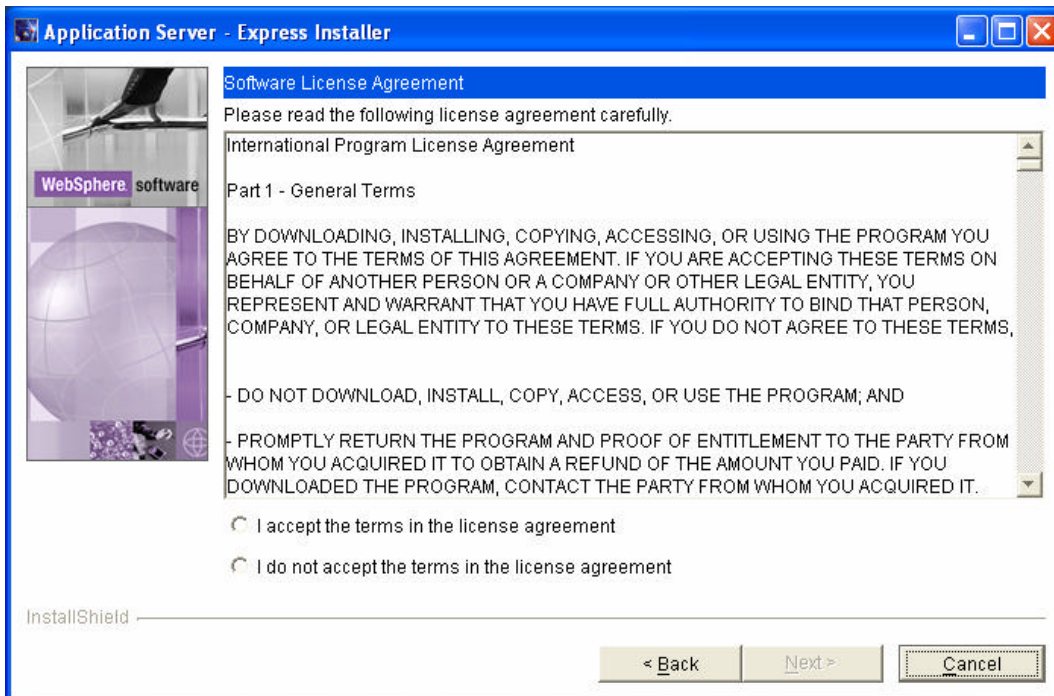 Application Server - Express Installer
WebSphere software
Software License Agreement
Please read the following license agreement carefully.
International Program License Agreement
Part 1 - General Terms
BY DOWNLOADING, INSTALLING, COPYING, ACCESSING, OR USING THE PROGRAM YOU
AGREE TO THE TERMS OF THIS AGREEMENT. IF YOU ARE ACCEPTING THESE TERMS ON
BEHALF OF ANOTHER PERSON OR A COMPANY OR OTHER LEGAL ENTITY, YOU
REPRESENT AND WARRANT THAT YOU HAVE FULL AUTHORITY TO BIND THAT PERSON,
COMPANY, OR LEGAL ENTITY TO THESE TERMS. IF YOU DO NOT AGREE TO THESE TERMS,
- DO NOT DOWNLOAD, INSTALL, COPY, ACCESS, OR USE THE PROGRAM; AND
- PROMPTLY RETURN THE PROGRAM AND PROOF OF ENTITLEMENT TO THE PARTY FROM
WHOM YOU ACQUIRED IT TO OBTAIN A REFUND OF THE AMOUNT YOU PAID. IF YOU
DOWNLOADED THE PROGRAM, CONTACT THE PARTY FROM WHOM YOU ACQUIRED IT.
I accept the terms in the license agreement
I do not accept the terms in the license agreement
InstallShield
< Back
Next >
Cancel